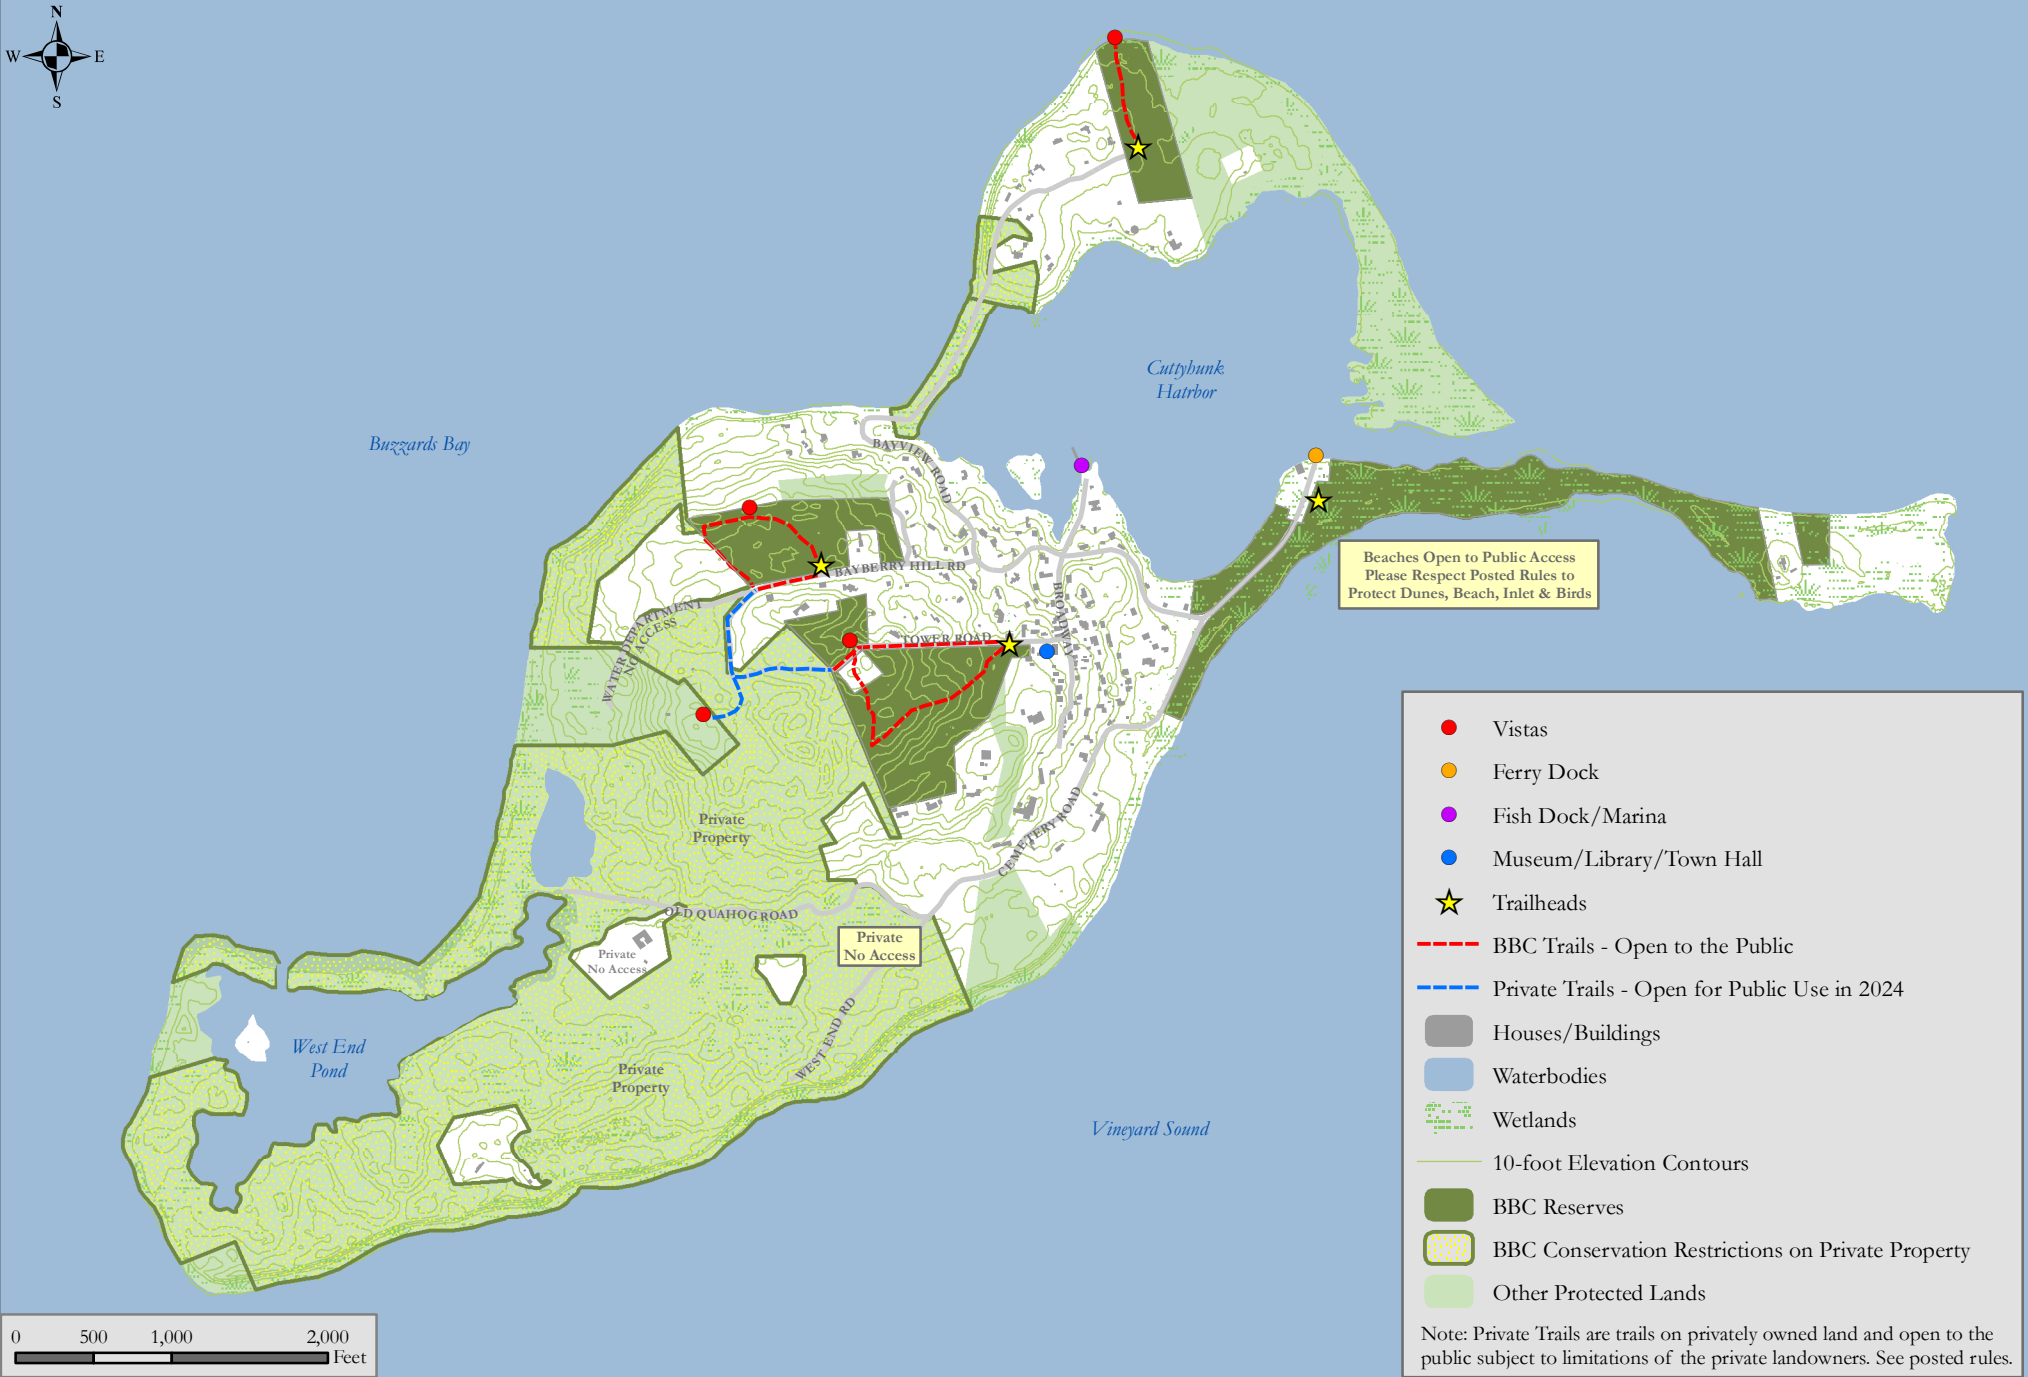 N
W
E
S
Cuttyhunk
Hatrbor
Buzzards Bay
BAYVIEW ROAD
Beaches Open to Public Access
Please Respect Posted Rules to
Protect Dunes, Beach, Inlet & Birds
BAYBERRY HILL RD
BROADWAY
WATER DEPARTMENT
NO ACCESS
TOWER ROAD
Private
Property
CEMETERY ROAD
OLD QUAHOG ROAD
Private
No Access
Private
No Access
WEST END RD
West End
Pond
Private
Property
Vineyard Sound
Vistas
Ferry Dock
Fish Dock/Marina
Museum/Library/Town Hall
Trailheads
BBC Trails - Open to the Public
Private Trails - Open for Public Use in 2024
Houses/Buildings
Waterbodies
Wetlands
10-foot Elevation Contours
BBC Reserves
BBC Conservation Restrictions on Private Property
Other Protected Lands
Note: Private Trails are trails on privately owned land and open to the
public subject to limitations of the private landowners. See posted rules.
0 500 1,000 2,000
Feet